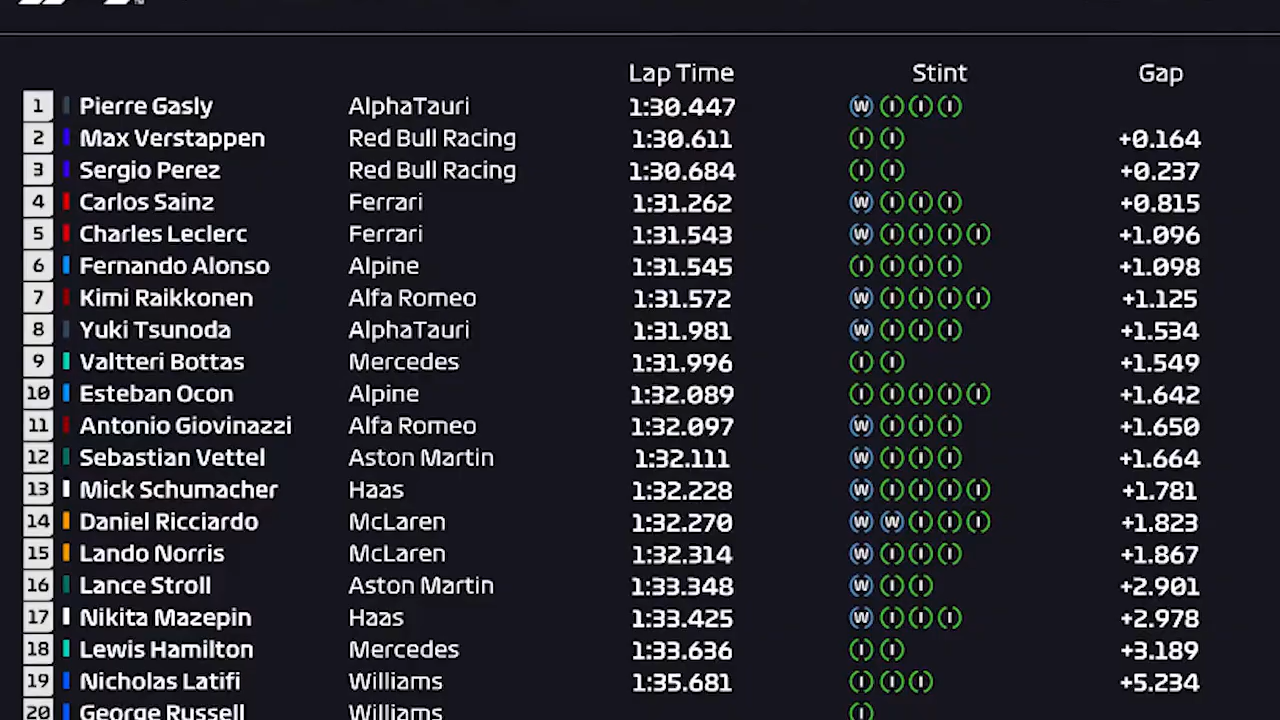 Lap Time Stint Gap
1 Pierre Gasly AlphaTauri 1:30.447 W I I I
2 Max Verstappen Red Bull Racing 1:30.611 I I +0.164
3 Sergio Perez Red Bull Racing 1:30.684 I I +0.237
4 Carlos Sainz Ferrari 1:31.262 W I I I +0.815
5 Charles Leclerc Ferrari 1:31.543 W I I I I +1.096
6 Fernando Alonso Alpine 1:31.545 I I I I +1.098
7 Kimi Raikkonen Alfa Romeo 1:31.572 W I I I I +1.125
8 Yuki Tsunoda AlphaTauri 1:31.981 W I I I +1.534
9 Valtteri Bottas Mercedes 1:31.996 I I +1.549
10 Esteban Ocon Alpine 1:32.089 I I I I I +1.642
11 Antonio Giovinazzi Alfa Romeo 1:32.097 W I I I +1.650
12 Sebastian Vettel Aston Martin 1:32.111 W I I I +1.664
13 Mick Schumacher Haas 1:32.228 W I I I I +1.781
14 Daniel Ricciardo McLaren 1:32.270 W W I I I +1.823
15 Lando Norris McLaren 1:32.314 W I I I +1.867
16 Lance Stroll Aston Martin 1:33.348 W I I +2.901
17 Nikita Mazepin Haas 1:33.425 W I I I +2.978
18 Lewis Hamilton Mercedes 1:33.636 I I +3.189
19 Nicholas Latifi Williams 1:35.681 I I I +5.234
20 George Russell Williams I